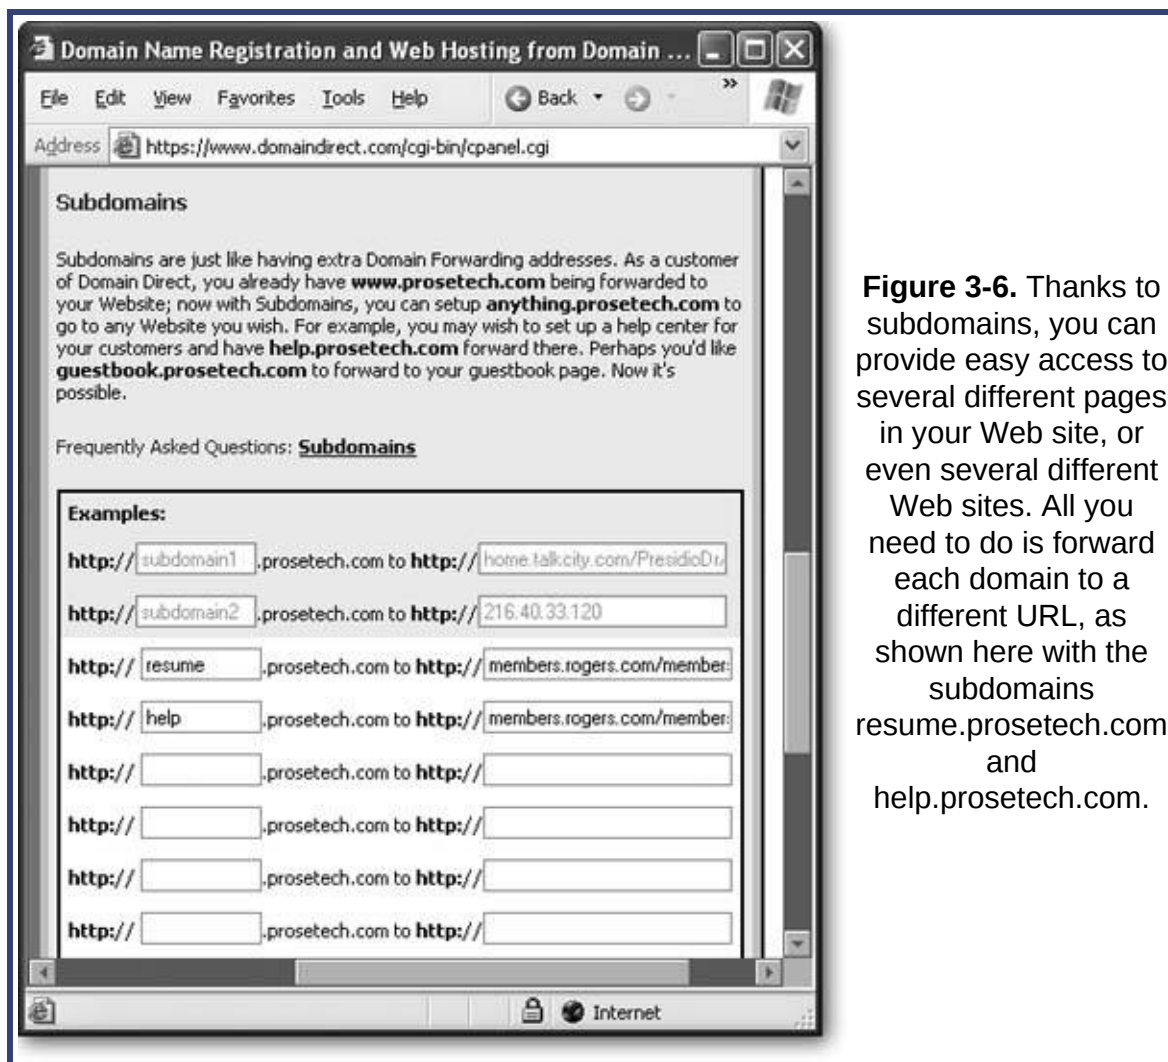 Domain Name Registration and Web Hosting from Domain ...
File Edit View Favorites Tools Help Back »
Address https://www.domaindirect.com/cgi-bin/cpanel.cgi
Subdomains
Subdomains are just like having extra Domain Forwarding addresses. As a customer
of Domain Direct, you already have www.prosetech.com being forwarded to
your Website; now with Subdomains, you can setup anything.prosetech.com to
go to any Website you wish. For example, you may wish to set up a help center for
your customers and have help.prosetech.com forward there. Perhaps you'd like
guestbook.prosetech.com to forward to your guestbook page. Now it's
possible.
Frequently Asked Questions: Subdomains
Examples:
http:// subdomain1 .prosetech.com to http:// home.talkcity.com/PresidioDr/
http:// subdomain2 .prosetech.com to http:// 216.40.33.120
http:// resume .prosetech.com to http:// members.rogers.com/member
http:// help .prosetech.com to http:// members.rogers.com/member
http:// .prosetech.com to http://
http:// .prosetech.com to http://
http:// .prosetech.com to http://
http:// .prosetech.com to http://
Internet
Figure 3-6. Thanks to
subdomains, you can
provide easy access to
several different pages
in your Web site, or
even several different
Web sites. All you
need to do is forward
each domain to a
different URL, as
shown here with the
subdomains
resume.prosetech.com
and
help.prosetech.com.